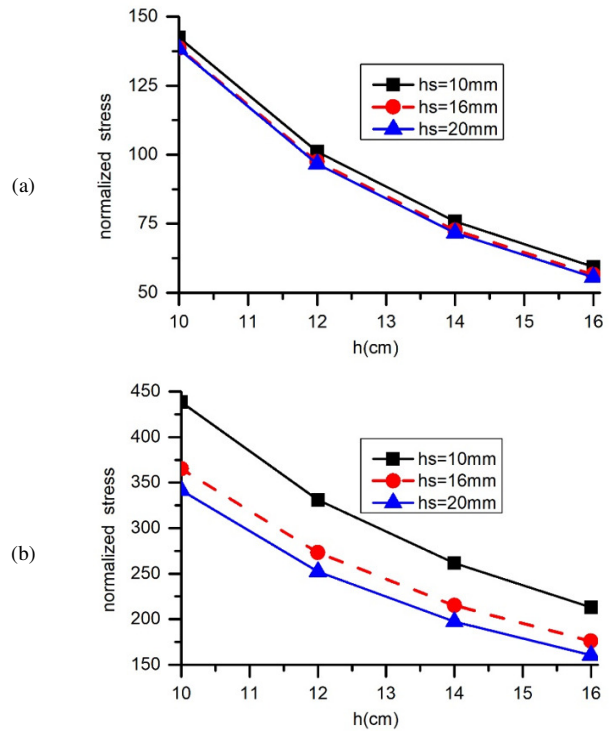 (a)
normalized stress
150
125
100
75
50
hs=10mm
hs=16mm
hs=20mm
10 11 12 13 14 15 16
h(cm)
(b)
normalized stress
450
400
350
300
250
200
150
hs=10mm
hs=16mm
hs=20mm
10 11 12 13 14 15 16
h(cm)